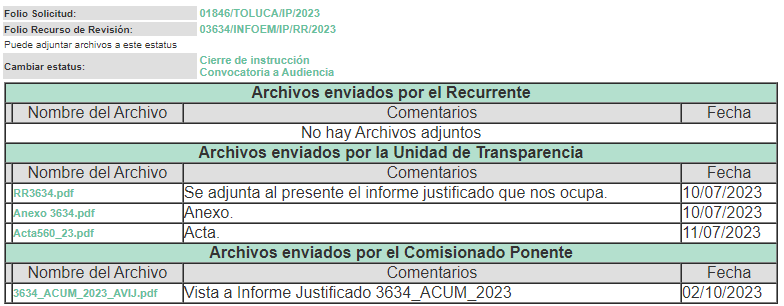 Folio Solicitud: 01846/TOLUCA/IP/2023
Folio Recurso de Revisión: 03634/INFOEM/IP/RR/2023
Puede adjuntar archivos a este estatus
Cambiar estatus: Cierre de instrucción
Convocatoria a Audiencia
Archivos enviados por el Recurrente
Nombre del Archivo Comentarios Fecha
No hay Archivos adjuntos
Archivos enviados por la Unidad de Transparencia
Nombre del Archivo Comentarios Fecha
RR3634.pdf Se adjunta al presente el informe justificado que nos ocupa. 10/07/2023
Anexo 3634.pdf Anexo. 10/07/2023
Acta560_23.pdf Acta. 11/07/2023
Archivos enviados por el Comisionado Ponente
Nombre del Archivo Comentarios Fecha
3634_ACUM_2023_AVIJ.pdf Vista a Informe Justificado 3634_ACUM_2023 02/10/2023